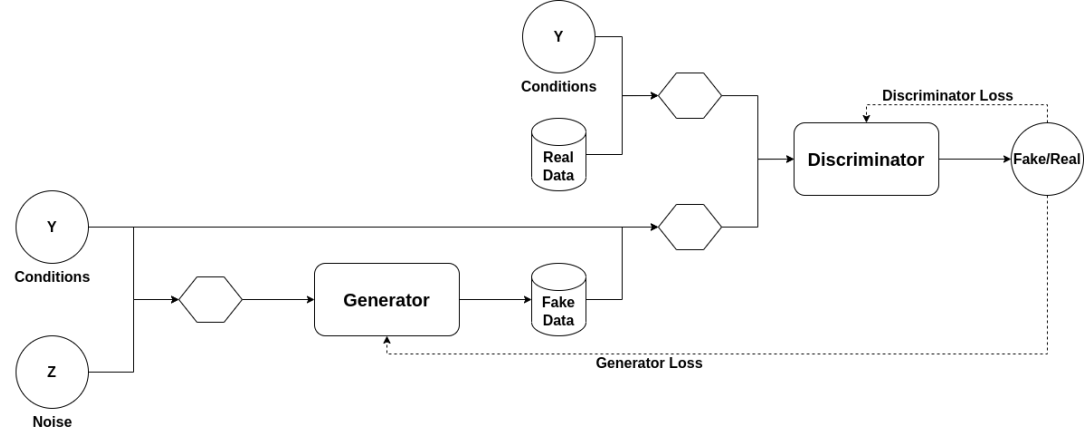 Y
Conditions
Discriminator Loss
Real
Data
Discriminator
Fake/Real
Y
Conditions
Generator
Fake
Data
Generator Loss
Z
Noise